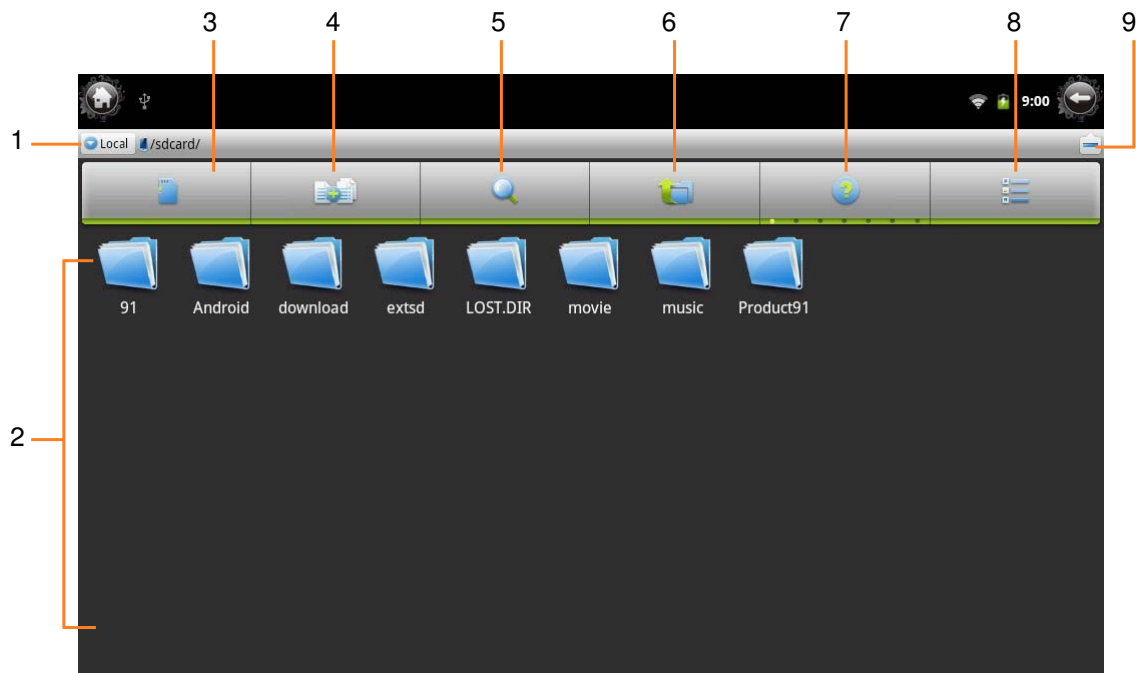 3 4 5 6 7 8 9
9:00
1
Local /sdcard/
?
91 Android download extsd LOST.DIR movie music Product91
2